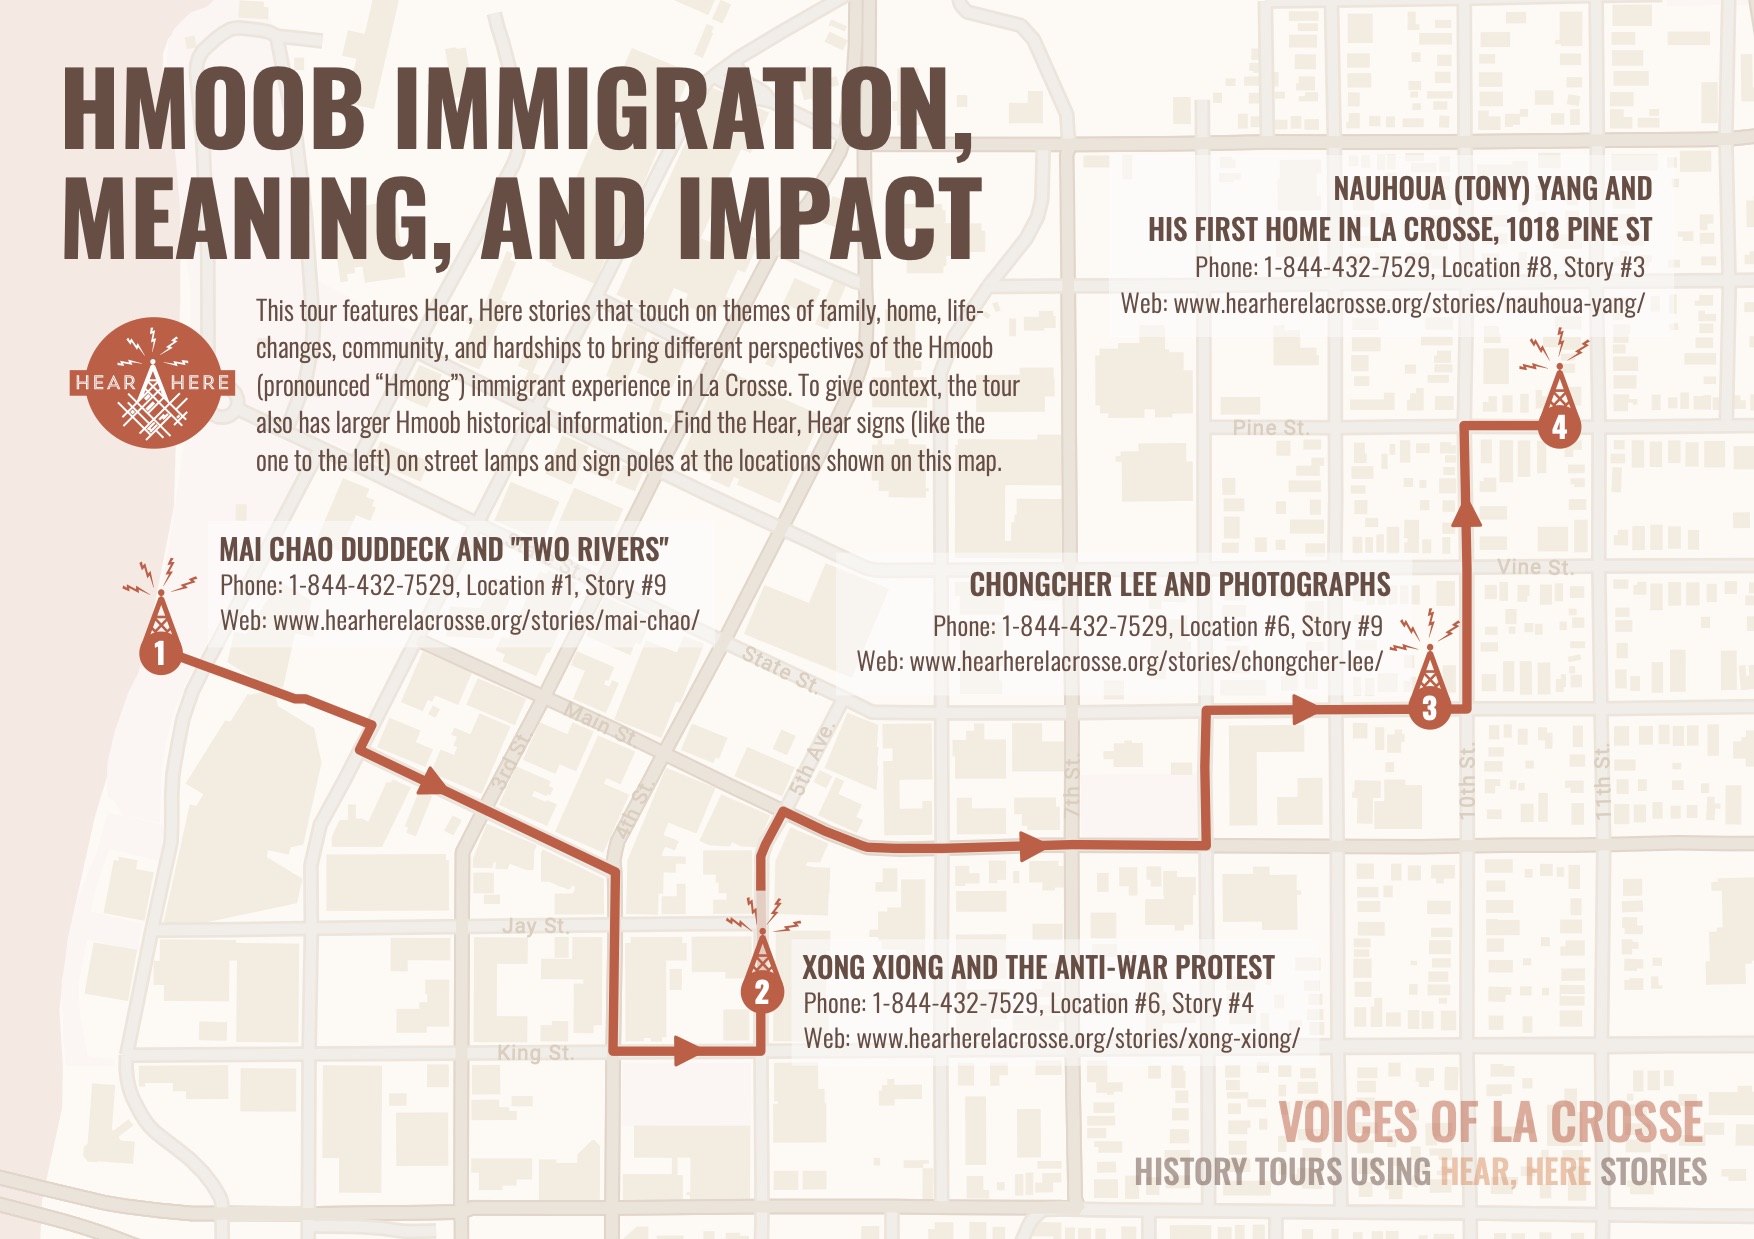 HMOOB IMMIGRATION,
MEANING, AND IMPACT
This tour features Hear, Here stories that touch on themes of family, home, life-
changes, community, and hardships to bring different perspectives of the Hmoob
(pronounced “Hmong”) immigrant experience in La Crosse. To give context, the tour
also has larger Hmoob historical information. Find the Hear, Hear signs (like the
one to the left) on street lamps and sign poles at the locations shown on this map.
HEAR HERE
NAUHOUA (TONY) YANG AND
HIS FIRST HOME IN LA CROSSE, 1018 PINE ST
Phone: 1-844-432-7529, Location #8, Story #3
Web: www.hearherelacrosse.org/stories/nauhoua-yang/
4
Pine St.
MAI CHAO DUDDECK AND "TWO RIVERS"
Phone: 1-844-432-7529, Location #1, Story #9
Web: www.hearherelacrosse.org/stories/mai-chao/
1
Vine St.
CHONGCHER LEE AND PHOTOGRAPHS
Phone: 1-844-432-7529, Location #6, Story #9
Web: www.hearherelacrosse.org/stories/chongcher-lee/
3
State St.
Main St.
3rd St.
4th St.
5th Ave.
7th St.
10th St.
11th St.
Jay St.
King St.
2
XONG XIONG AND THE ANTI-WAR PROTEST
Phone: 1-844-432-7529, Location #6, Story #4
Web: www.hearherelacrosse.org/stories/xong-xiong/
VOICES OF LA CROSSE
HISTORY TOURS USING HEAR, HERE STORIES